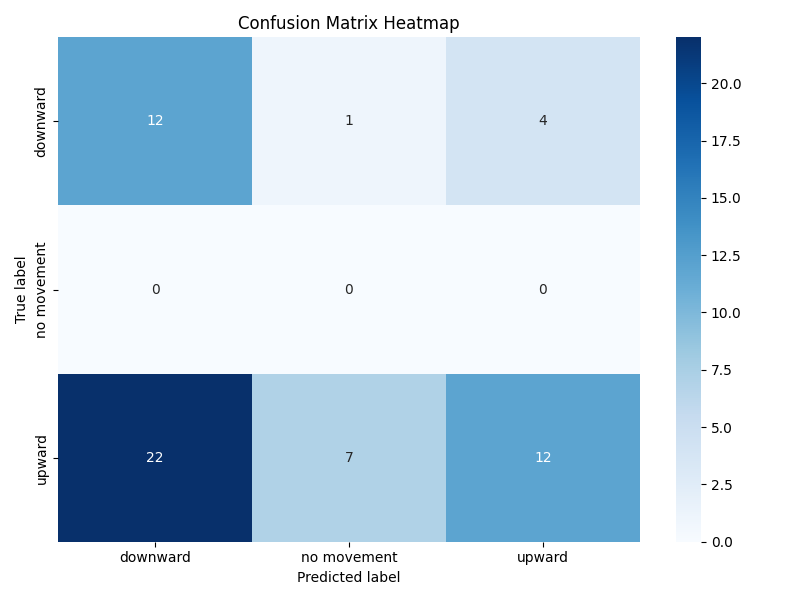 Confusion Matrix Heatmap
downward
12
1
4
no movement
0
0
0
upward
22
7
12
True label
downward
no movement
upward
Predicted label
20.0
17.5
15.0
12.5
10.0
7.5
5.0
2.5
0.0